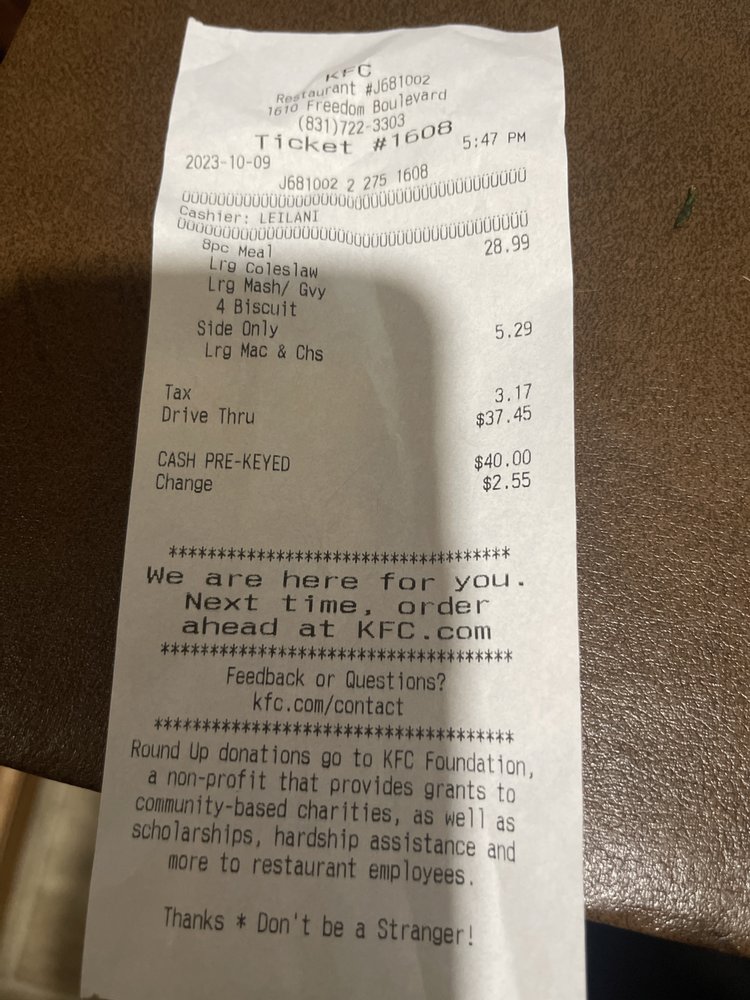 KFC
Restaurant #J681002
1610 Freedom Boulevard
(831)722-3303
Ticket #1608 5:47 PM
2023-10-09
J681002 2 275 1608
ÜÜÜÜÜÜÜÜÜÜÜÜÜÜÜÜÜÜÜÜÜÜÜÜÜÜÜÜÜÜÜÜÜÜÜÜÜÜ
Cashier: LEILANI
ÜÜÜÜÜÜÜÜÜÜÜÜÜÜÜÜÜÜÜÜÜÜÜÜÜÜÜÜÜÜÜÜÜÜÜÜÜÜ
8pc Meal 28.99
Lrg Coleslaw
Lrg Mash/ Gvy
4 Biscuit
Side Only 5.29
Lrg Mac & Chs
Tax 3.17
Drive Thru $37.45
CASH PRE-KEYED $40.00
Change $2.55
************************************
We are here for you.
Next time, order
ahead at KFC.com
************************************
Feedback or Questions?
kfc.com/contact
************************************
Round Up donations go to KFC Foundation,
a non-profit that provides grants to
community-based charities, as well as
scholarships, hardship assistance and
more to restaurant employees.
Thanks * Don't be a Stranger!